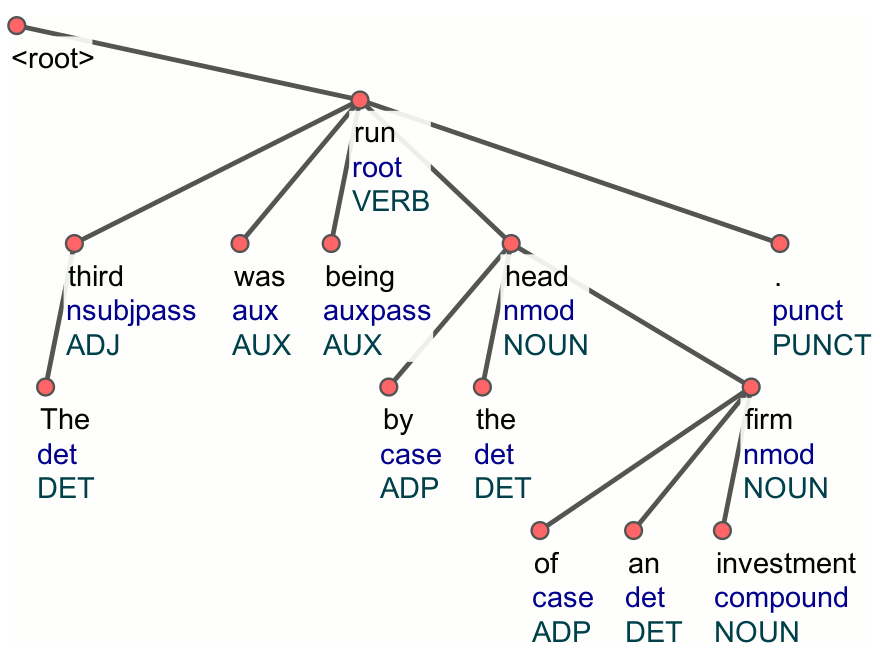 <root>
run
root
VERB
third was being head .
nsubjpass aux auxpass nmod punct
ADJ AUX AUX NOUN PUNCT
The by the firm
det case det nmod
DET ADP DET NOUN
of an investment
case det compound
ADP DET NOUN